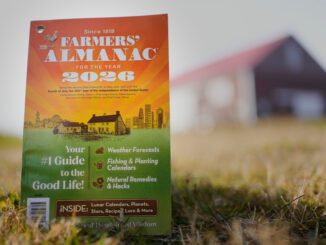 Since 1818
FARMERS'
ALMANAC
FOR THE YEAR
2026
Your
#1 Guide
to the
Good Life!
Weather Forecasts
Fishing & Planting
Calendars
Natural Remedies
& Hacks
INSIDE:
Lunar Calendars, Planets,
Stars, Recipes, Lore & More